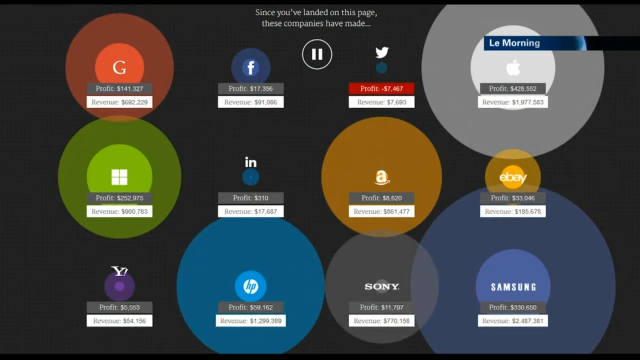 Since you've landed on this page,
these companies have made...
Le Morning
G
f
Profit: $141,327
Revenue: $692,229
Profit: $17,356
Revenue: $91,086
Profit: -$7,467
Revenue: $7,693
Profit: $426,552
Revenue: $1,977,583
in
a
ebay
Profit: $252,975
Revenue: $900,783
Profit: $310
Revenue: $17,687
Profit: $8,620
Revenue: $861,477
Profit: $33,046
Revenue: $185,675
Y!
hp
SONY
SAMSUNG
Profit: $5,553
Revenue: $54,156
Profit: $59,162
Revenue: $1,299,389
Profit: $11,797
Revenue: $770,158
Profit: $330,650
Revenue: $2,487,381